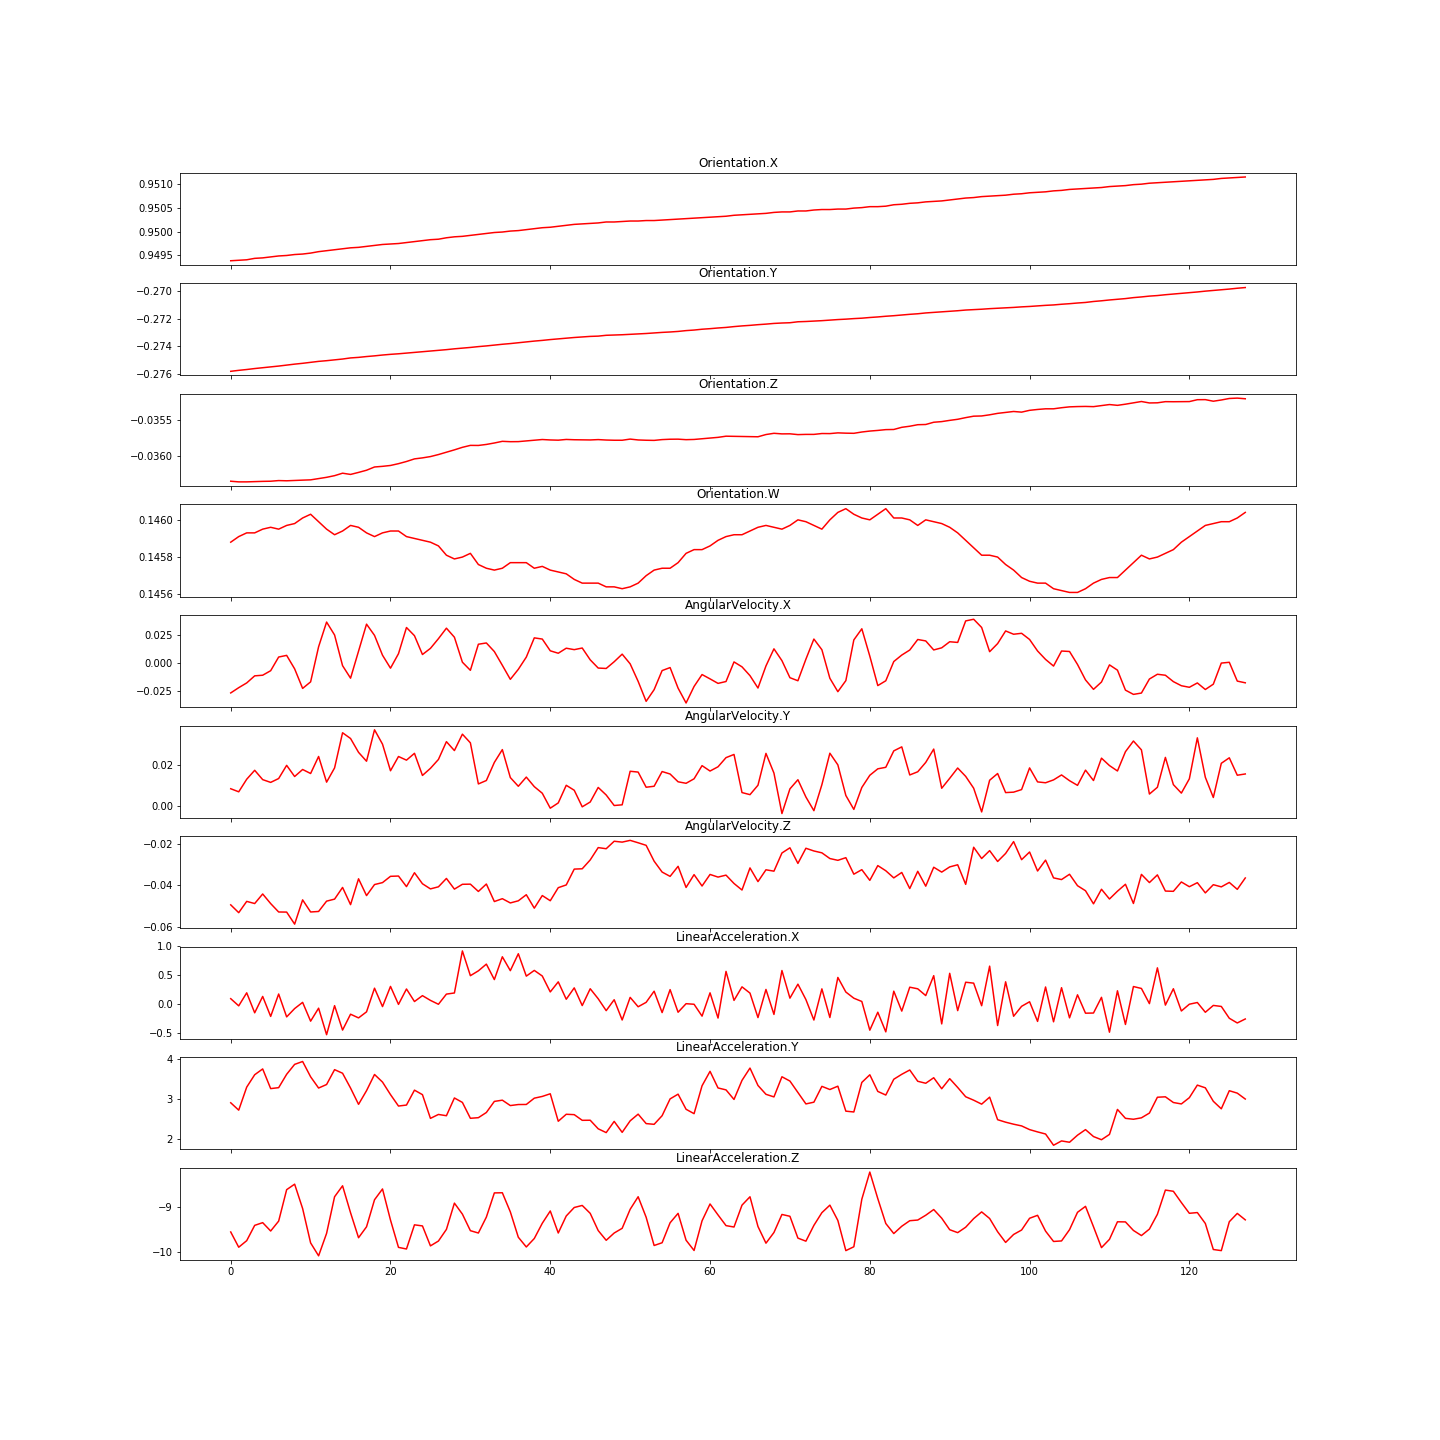 Orientation.X
0.9510
0.9505
0.9500
0.9495
Orientation.Y
−0.270
−0.272
−0.274
−0.276
Orientation.Z
−0.0355
−0.0360
Orientation.W
0.1460
0.1458
0.1456
AngularVelocity.X
0.025
0.000
−0.025
AngularVelocity.Y
0.02
0.00
AngularVelocity.Z
−0.02
−0.04
−0.06
LinearAcceleration.X
1.0
0.5
0.0
−0.5
LinearAcceleration.Y
4
3
2
LinearAcceleration.Z
−9
−10
0 20 40 60 80 100 120